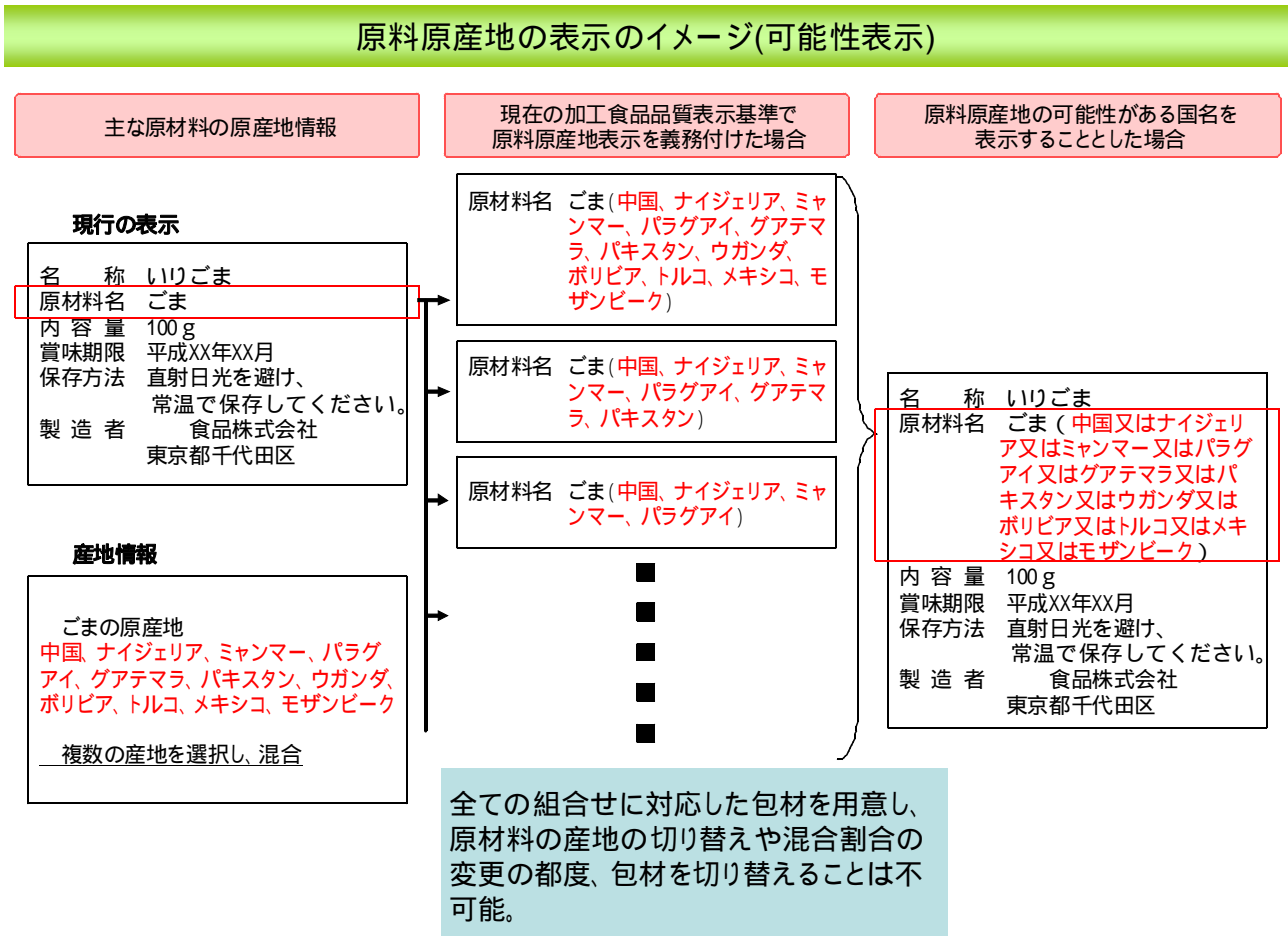 原料原産地の表示のイメージ(可能性表示)
主な原材料の原産地情報
現行の表示
名　　称　いりごま
原材料名　ごま
内 容 量　100ｇ
賞味期限　平成XX年XX月
保存方法　直射日光を避け、
常温で保存してください。
製 造 者　　食品株式会社
東京都千代田区
産地情報
ごまの原産地
中国、ナイジェリア、ミャンマー、パラグ
アイ、グアテマラ、パキスタン、ウガンダ、
ボリビア、トルコ、メキシコ、モザンビーク
複数の産地を選択し、混合
現在の加工食品品質表示基準で
原料原産地表示を義務付けた場合
原材料名　ごま(中国、ナイジェリア、ミャ
ンマー、パラグアイ、グアテマ
ラ、パキスタン、ウガンダ、
ボリビア、トルコ、メキシコ、モ
ザンビーク)
原材料名　ごま(中国、ナイジェリア、ミャ
ンマー、パラグアイ、グアテマ
ラ、パキスタン)
原材料名　ごま(中国、ナイジェリア、ミャ
ンマー、パラグアイ)
全ての組合せに対応した包材を用意し、
原材料の産地の切り替えや混合割合の
変更の都度、包材を切り替えることは不
可能。
原料原産地の可能性がある国名を
表示することとした場合
名　　称　いりごま
原材料名　ごま（中国又はナイジェリ
ア又はミャンマー又はパラグ
アイ又はグアテマラ又はパ
キスタン又はウガンダ又は
ボリビア又はトルコ又はメキ
シコ又はモザンビーク）
内 容 量　100ｇ
賞味期限　平成XX年XX月
保存方法　直射日光を避け、
常温で保存してください。
製 造 者　　食品株式会社
東京都千代田区